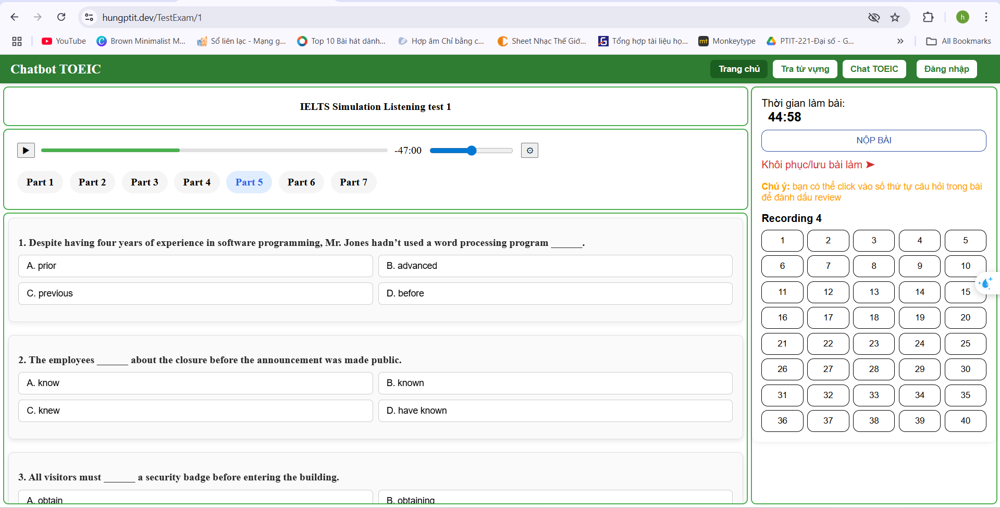 hungptit.dev/TestExam/1
h
YouTube
Brown Minimalist M...
Sổ liên lạc - Mạng g...
Top 10 Bài hát dành...
Hợp âm Chỉ bằng c...
Sheet Nhạc Thế Giớ...
Tổng hợp tài liệu họ...
mt Monkeytype
PTIT-221-Đại số - G...
»
All Bookmarks
Chatbot TOEIC
Trang chủ
Tra từ vựng
Chat TOEIC
Đăng nhập
IELTS Simulation Listening test 1
-47:00
Part 1
Part 2
Part 3
Part 4
Part 5
Part 6
Part 7
1. Despite having four years of experience in software programming, Mr. Jones hadn’t used a word processing program ______.
A. prior
B. advanced
C. previous
D. before
2. The employees ______ about the closure before the announcement was made public.
A. know
B. known
C. knew
D. have known
3. All visitors must ______ a security badge before entering the building.
A. obtain
B. obtaining
Thời gian làm bài:
44:58
NỘP BÀI
Khôi phục/lưu bài làm ➤
Chú ý: bạn có thể click vào số thứ tự câu hỏi trong bài
để đánh dấu review
Recording 4
1 2 3 4 5
6 7 8 9 10
11 12 13 14 15
16 17 18 19 20
21 22 23 24 25
26 27 28 29 30
31 32 33 34 35
36 37 38 39 40